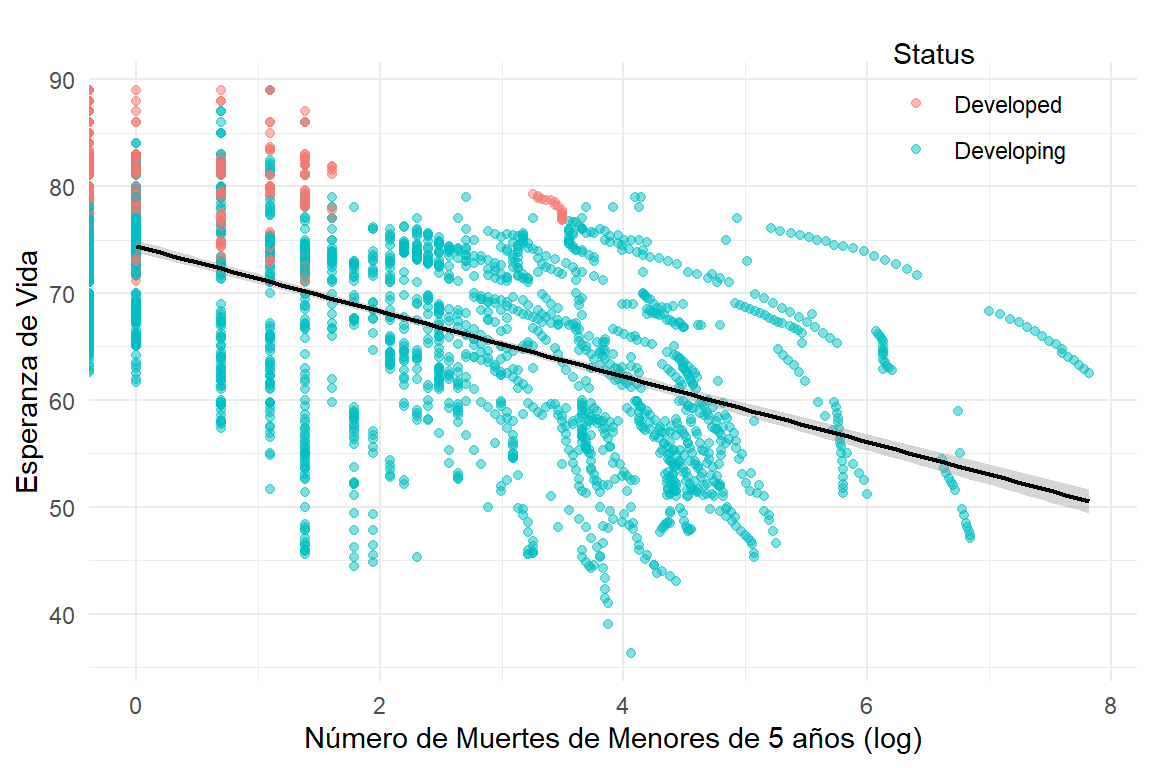 Status
Developed
Developing
Esperanza de Vida
90
80
70
60
50
40
0 2 4 6 8
Número de Muertes de Menores de 5 años (log)